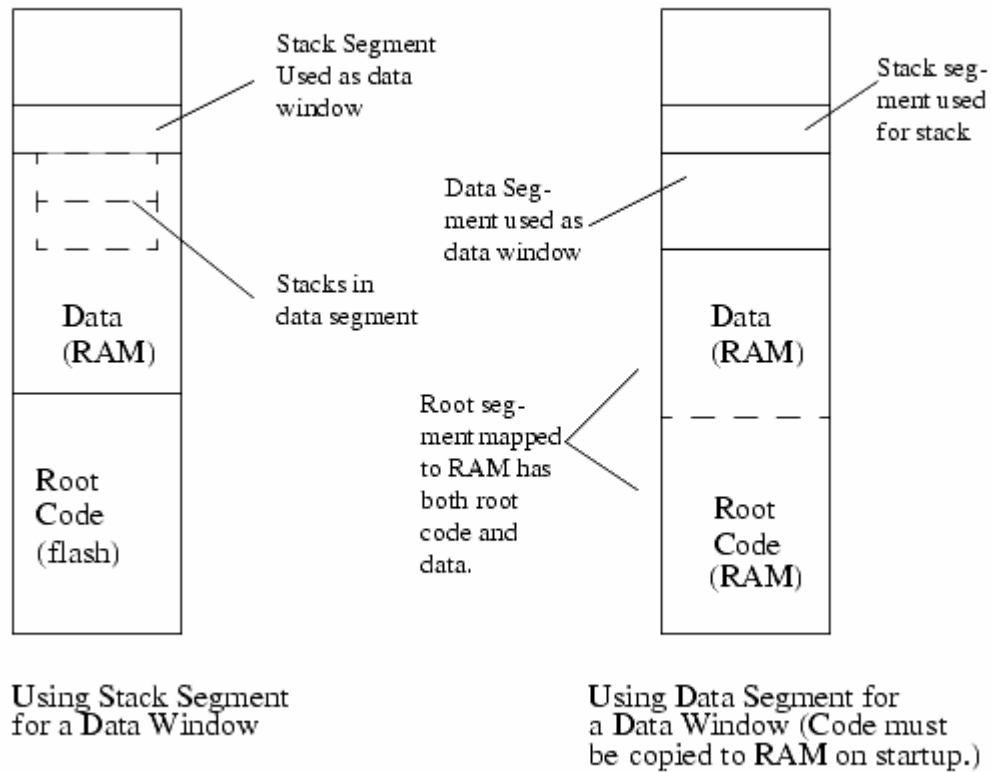 Stack Segment
Used as data
window
Stacks in
data segment
Data
(RAM)
Root
Code
(flash)
Using Stack Segment
for a Data Window
Stack seg-
ment used
for stack
Data Seg-
ment used as
data window
Data
(RAM)
Root seg-
ment mapped
to RAM has
both root
code and
data.
Root
Code
(RAM)
Using Data Segment for
a Data Window (Code must
be copied to RAM on startup.)